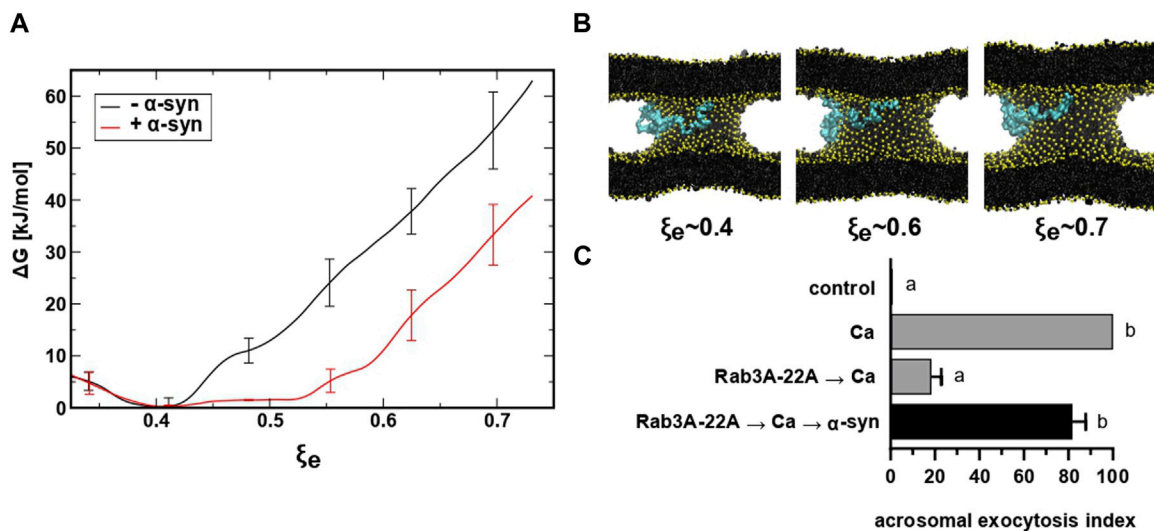 A
60
50
40
30
20
10
0
ΔG [kJ/mol]
- α-syn
+ α-syn
0.4 0.5 0.6 0.7
ξe
B
ξe~0.4 ξe~0.6 ξe~0.7
C
control a
Ca b
Rab3A-22A → Ca a
Rab3A-22A → Ca → α-syn b
0 20 40 60 80 100
acrosomal exocytosis index